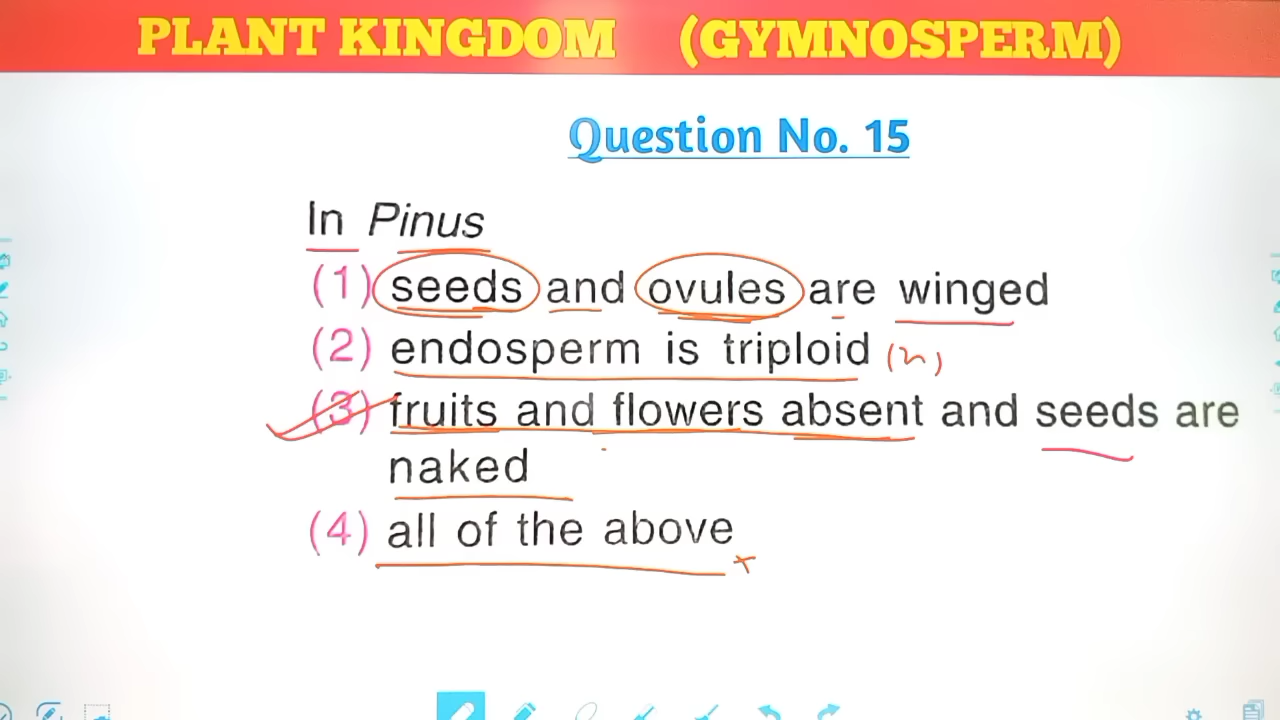 PLANT KINGDOM (GYMNOSPERM)
Question No. 15
In Pinus
(1) seeds and ovules are winged
(2) endosperm is triploid (n)
(3) fruits and flowers absent and seeds are
naked
(4) all of the above